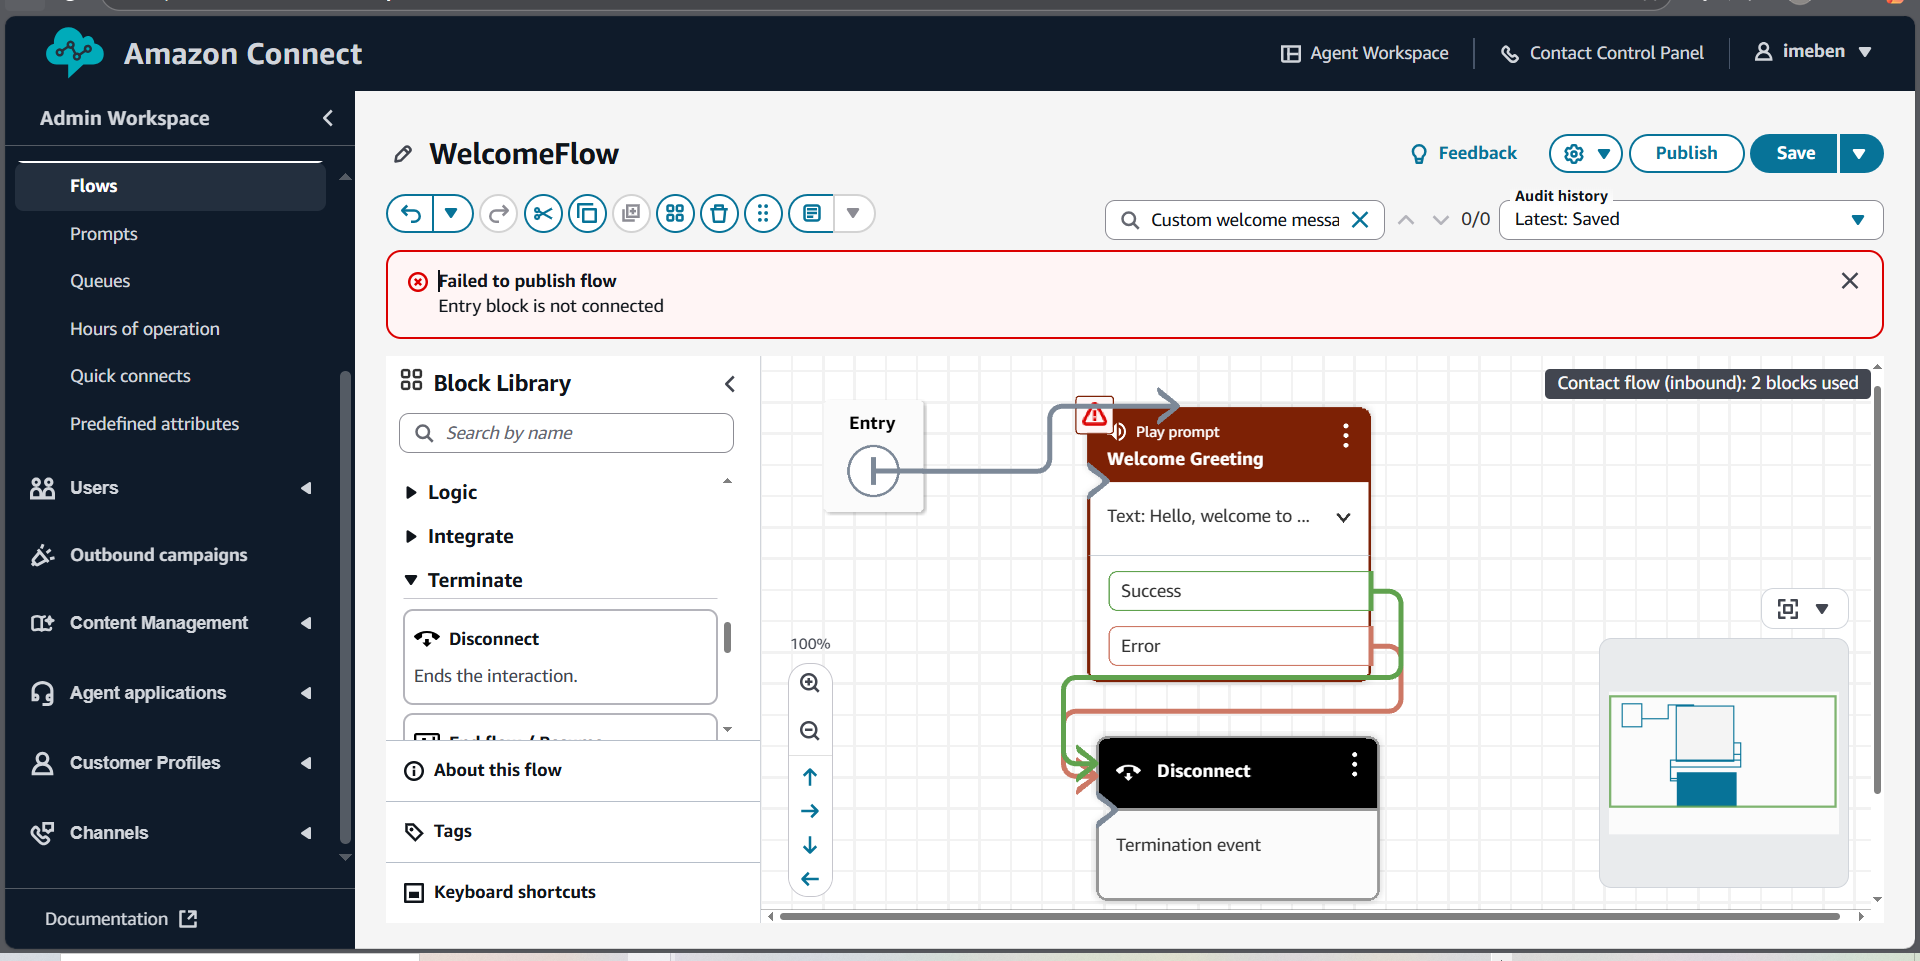 Amazon Connect
Agent Workspace
Contact Control Panel
imeben
Admin Workspace
Flows
Prompts
Queues
Hours of operation
Quick connects
Predefined attributes
Users
Outbound campaigns
Content Management
Agent applications
Customer Profiles
Channels
Documentation
WelcomeFlow
Feedback
Publish
Save
Custom welcome messa
0/0
Audit history
Latest: Saved
Failed to publish flow
Entry block is not connected
Block Library
Search by name
Logic
Integrate
Terminate
Disconnect
Ends the interaction.
About this flow
Tags
Keyboard shortcuts
Contact flow (inbound): 2 blocks used
Entry
Play prompt
Welcome Greeting
Text: Hello, welcome to ...
Success
Error
100%
Disconnect
Termination event